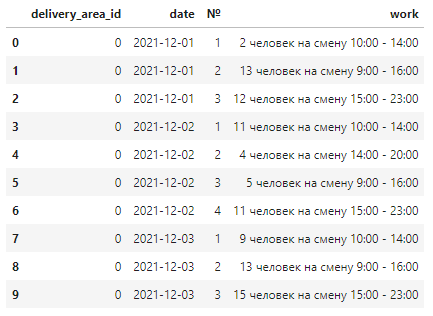 delivery_area_id date № work
0 0 2021-12-01 1 2 человек на смену 10:00 - 14:00
1 0 2021-12-01 2 13 человек на смену 9:00 - 16:00
2 0 2021-12-01 3 12 человек на смену 15:00 - 23:00
3 0 2021-12-02 1 11 человек на смену 10:00 - 14:00
4 0 2021-12-02 2 4 человек на смену 14:00 - 20:00
5 0 2021-12-02 3 5 человек на смену 9:00 - 16:00
6 0 2021-12-02 4 11 человек на смену 15:00 - 23:00
7 0 2021-12-03 1 9 человек на смену 10:00 - 14:00
8 0 2021-12-03 2 13 человек на смену 9:00 - 16:00
9 0 2021-12-03 3 15 человек на смену 15:00 - 23:00